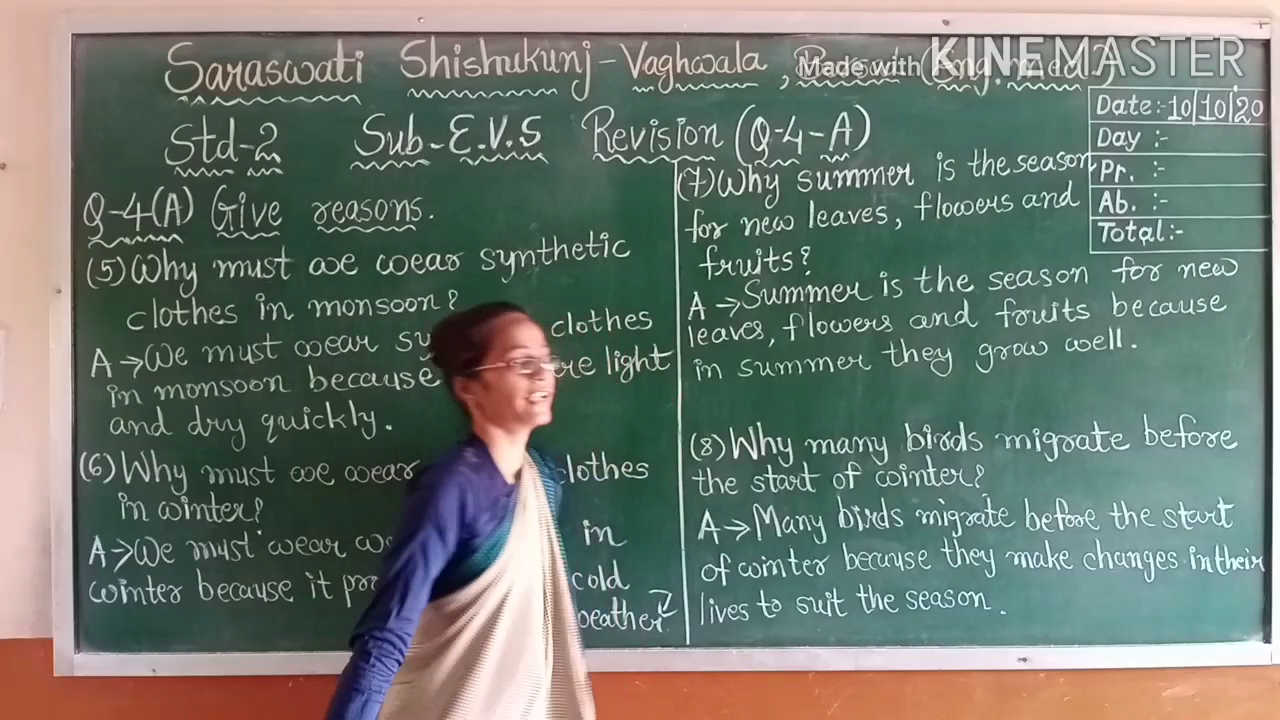 Saraswati Shishukunj-Vaghwala, (Eng. med.)
Made with KINEMASTER
Date:-10/10/20
Day :-
Pr. :-
Ab. :-
Total:-
Std-2 Sub-E.V.S Revision (Q-4-A)
Q-4(A) Give reasons.
(5) Why must we wear synthetic
clothes in monsoon?
A → We must wear sy clothes
in monsoon because are light
and dry quickly.
(6) Why must we wear clothes
in winter?
A → We must wear in
winter because it cold
weather.
(7) Why summer is the season
for new leaves, flowers and
fruits?
A → Summer is the season for new
leaves, flowers and fruits because
in summer they grow well.
(8) Why many birds migrate before
the start of winter?
A → Many birds migrate before the start
of winter because they make changes in their
lives to suit the season.